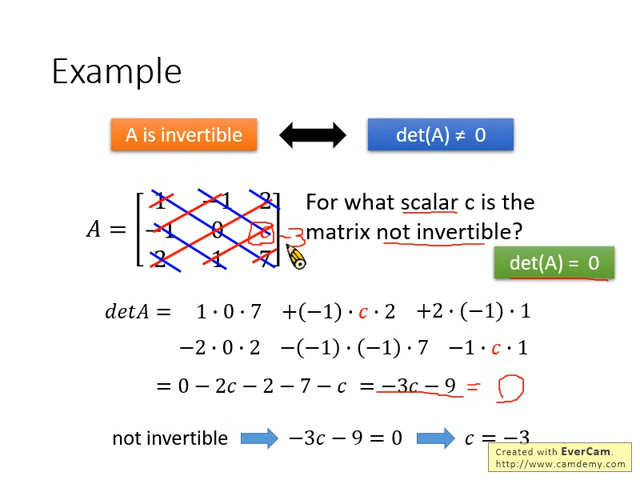 Example
A is invertible
det(A) ≠ 0
A = [1 −1 2
−1 0 −3
2 1 7]
For what scalar c is the
matrix not invertible?
det(A) = 0
detA = 1 · 0 · 7 +(−1) · c · 2 +2 · (−1) · 1
−2 · 0 · 2 −(−1) · (−1) · 7 −1 · c · 1
= 0 − 2c − 2 − 7 − c = −3c − 9 = 0
not invertible −3c − 9 = 0 c = −3
Created with EverCam.
http://www.camdemy.com